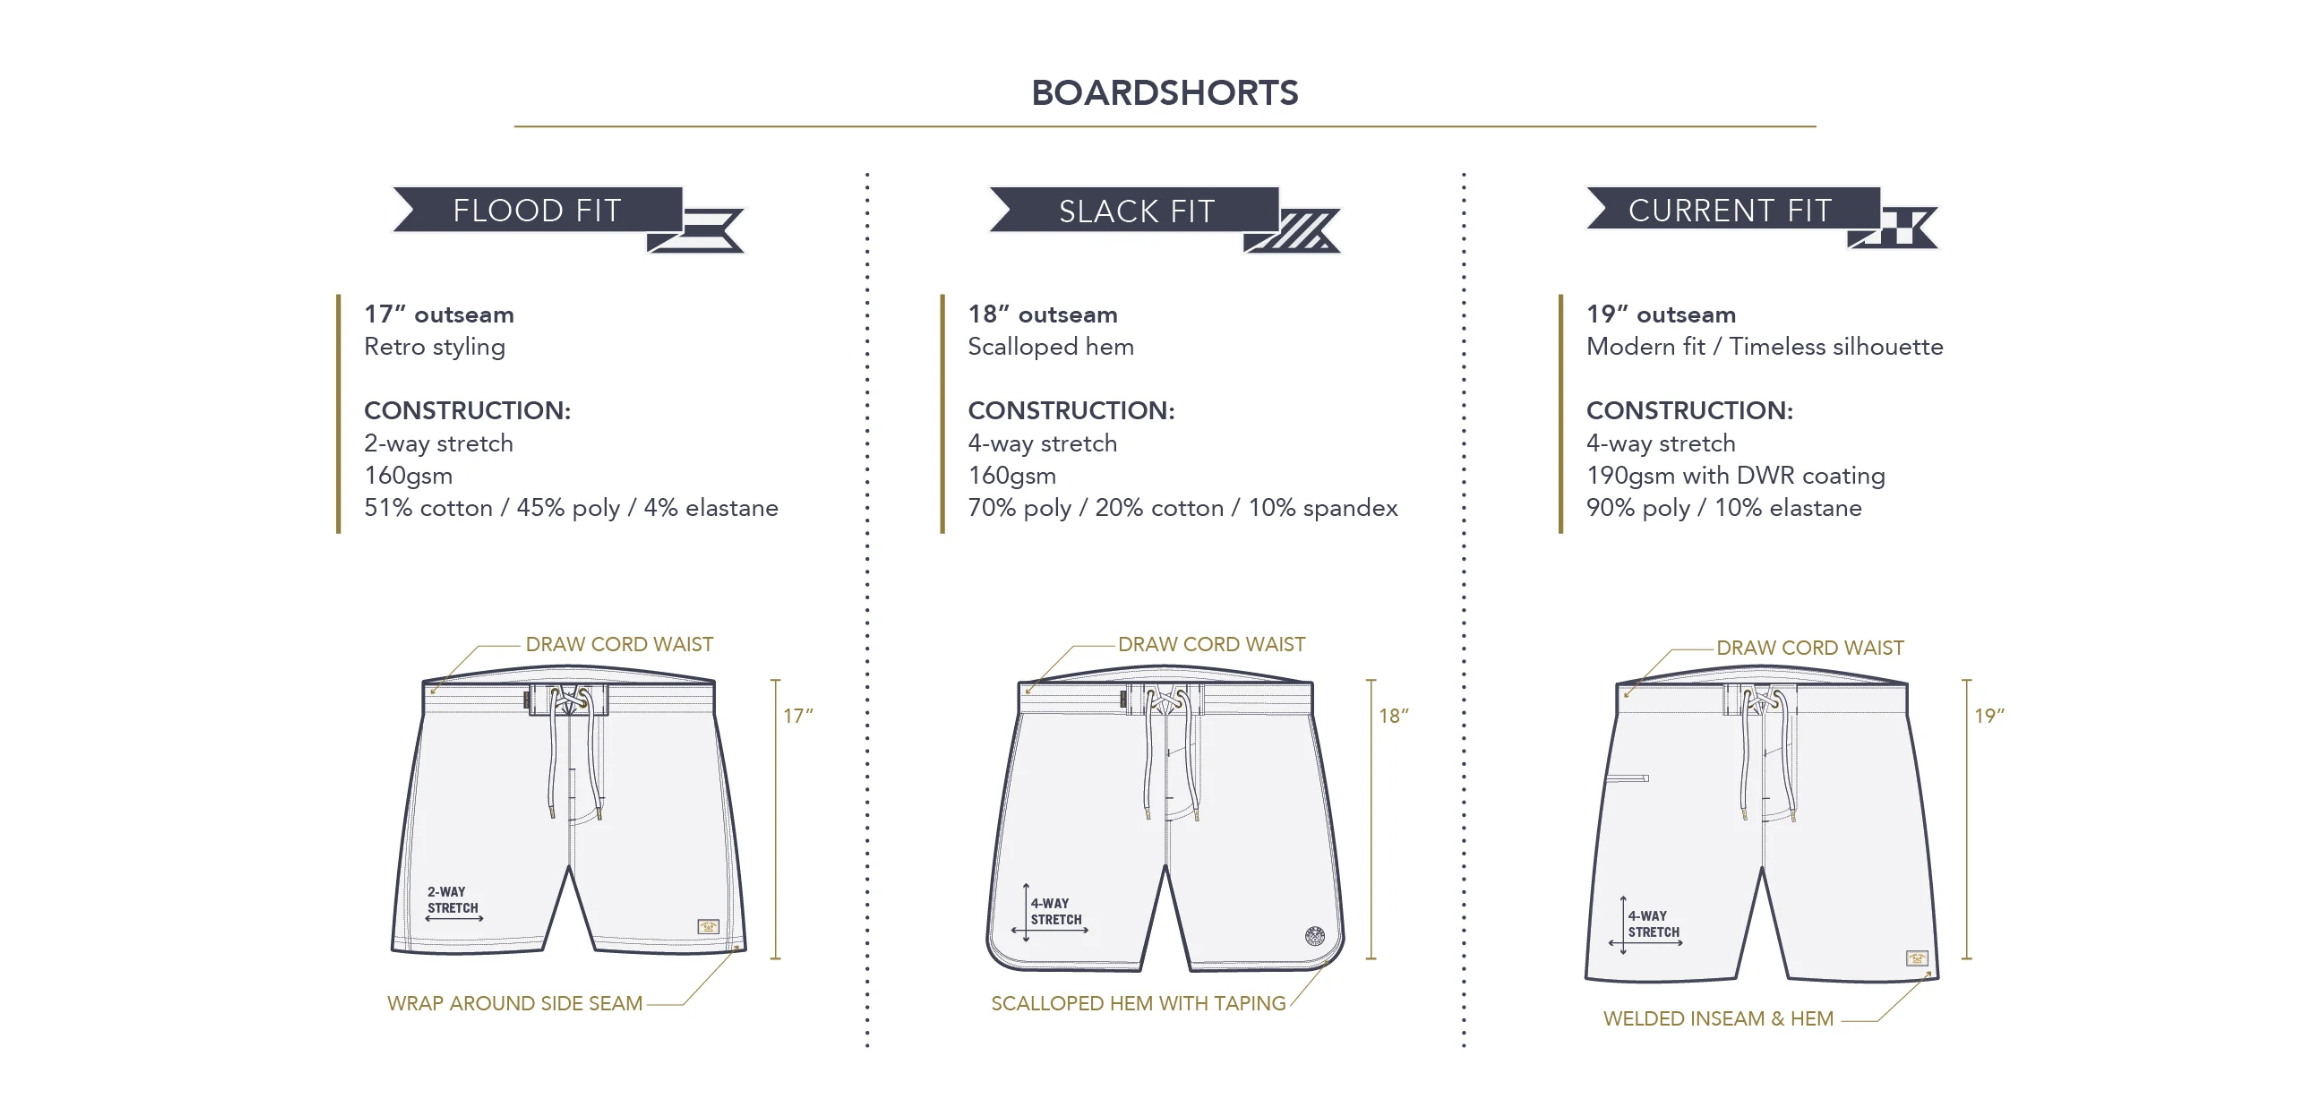 BOARDSHORTS
FLOOD FIT
17” outseam
Retro styling
CONSTRUCTION:
2-way stretch
160gsm
51% cotton / 45% poly / 4% elastane
DRAW CORD WAIST
17”
2-WAY
STRETCH
WRAP AROUND SIDE SEAM
SLACK FIT
18” outseam
Scalloped hem
CONSTRUCTION:
4-way stretch
160gsm
70% poly / 20% cotton / 10% spandex
DRAW CORD WAIST
18”
4-WAY
STRETCH
SCALLOPED HEM WITH TAPING
CURRENT FIT
19” outseam
Modern fit / Timeless silhouette
CONSTRUCTION:
4-way stretch
190gsm with DWR coating
90% poly / 10% elastane
DRAW CORD WAIST
19”
4-WAY
STRETCH
WELDED INSEAM & HEM